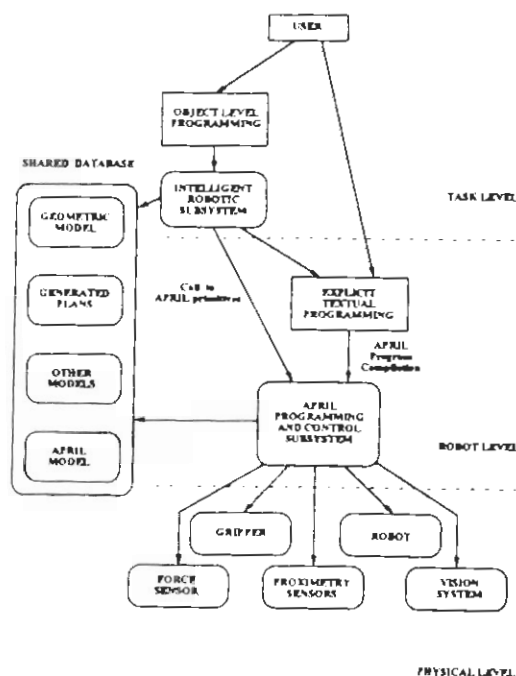 USER
OBJECT LEVEL
PROGRAMMING
SHARED DATABASE
INTELLIGENT
ROBOTIC
SUBSYSTEM
TASK LEVEL
GEOMETRIC
MODEL
Call to
APRIL primitives
EXPLICIT
TEXTUAL
PROGRAMMING
GENERATED
PLANS
APRIL
Program
Compilation
OTHER
MODELS
APRIL
PROGRAMMING
AND CONTROL
SUBSYSTEM
APRIL
MODEL
ROBOT LEVEL
GRIPPER
ROBOT
FORCE
SENSOR
PROXIMETRY
SENSORS
VISION
SYSTEM
PHYSICAL LEVEL